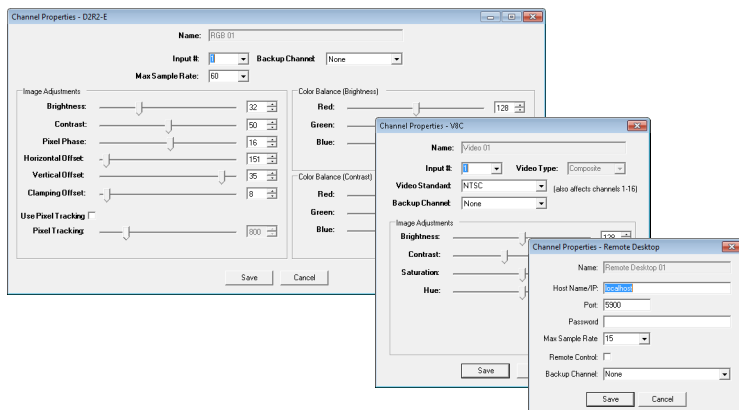 Channel Properties - D2R2-E
Name: RGB 01
Input #: 1 Backup Channel: None
Max Sample Rate: 60
Image Adjustments
Brightness: 32
Contrast: 50
Pixel Phase: 16
Horizontal Offset: 151
Vertical Offset: 35
Clamping Offset: 8
Use Pixel Tracking
Pixel Tracking: 800
Color Balance (Brightness)
Red: 128
Green:
Blue:
Color Balance (Contrast)
Red:
Green:
Blue:
Save Cancel
Channel Properties - V8C
Name: Video 01
Input #: 1 Video Type: Composite
Video Standard: NTSC (also affects channels 1-16)
Backup Channel: None
Image Adjustments
Brightness: 128
Contrast:
Saturation:
Hue:
Save
Channel Properties - Remote Desktop
Name: Remote Desktop 01
Host Name/IP: localhost
Port: 5900
Password
Max Sample Rate 15
Remote Control:
Backup Channel: None
Save Cancel